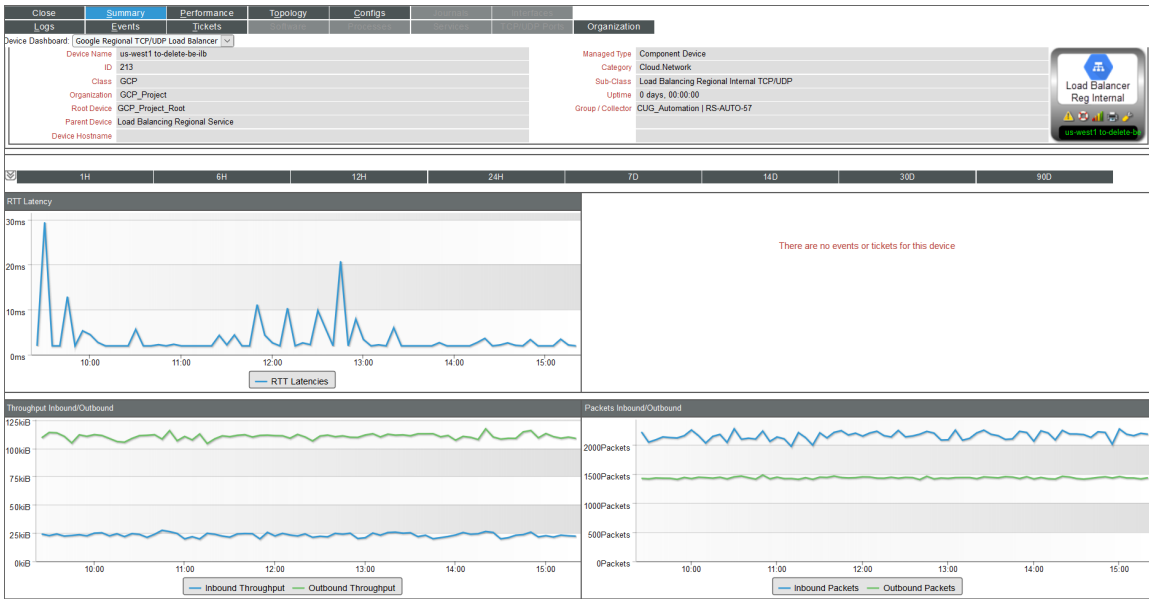 Close Summary Performance Topology Configs Journals Interfaces
Logs Events Tickets Software Processes Services TCP/UDP Ports Organization
Device Dashboard: Google Regional TCP/UDP Load Balancer
Device Name us-west1 to-delete-be-ilb Managed Type Component Device
ID 213 Category Cloud.Network
Class GCP Sub-Class Load Balancing Regional Internal TCP/UDP
Organization GCP_Project Uptime 0 days, 00:00:00
Root Device GCP_Project_Root Group / Collector CUG_Automation | RS-AUTO-57
Parent Device Load Balancing Regional Service
Device Hostname
Load Balancer
Reg Internal
us-west1 to-delete-be
1H 6H 12H 24H 7D 14D 30D 90D
RTT Latency
30ms
20ms
10ms
0ms
10:00 11:00 12:00 13:00 14:00 15:00
RTT Latencies
There are no events or tickets for this device
Throughput Inbound/Outbound
125kiB
100kiB
75kiB
50kiB
25kiB
0kiB
10:00 11:00 12:00 13:00 14:00 15:00
Inbound Throughput Outbound Throughput
Packets Inbound/Outbound
2000Packets
1500Packets
1000Packets
500Packets
0Packets
10:00 11:00 12:00 13:00 14:00 15:00
Inbound Packets Outbound Packets